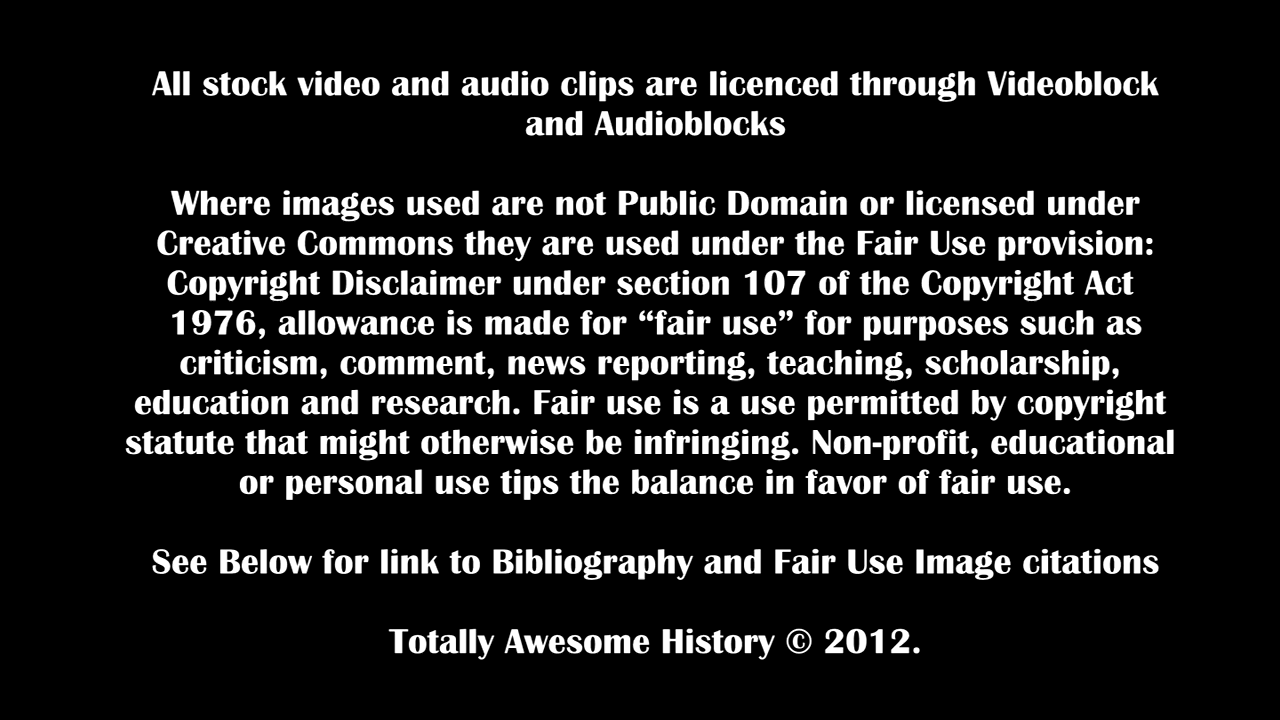 All stock video and audio clips are licenced through Videoblock
and Audioblocks
Where images used are not Public Domain or licensed under
Creative Commons they are used under the Fair Use provision:
Copyright Disclaimer under section 107 of the Copyright Act
1976, allowance is made for “fair use” for purposes such as
criticism, comment, news reporting, teaching, scholarship,
education and research. Fair use is a use permitted by copyright
statute that might otherwise be infringing. Non-profit, educational
or personal use tips the balance in favor of fair use.
See Below for link to Bibliography and Fair Use Image citations
Totally Awesome History © 2012.